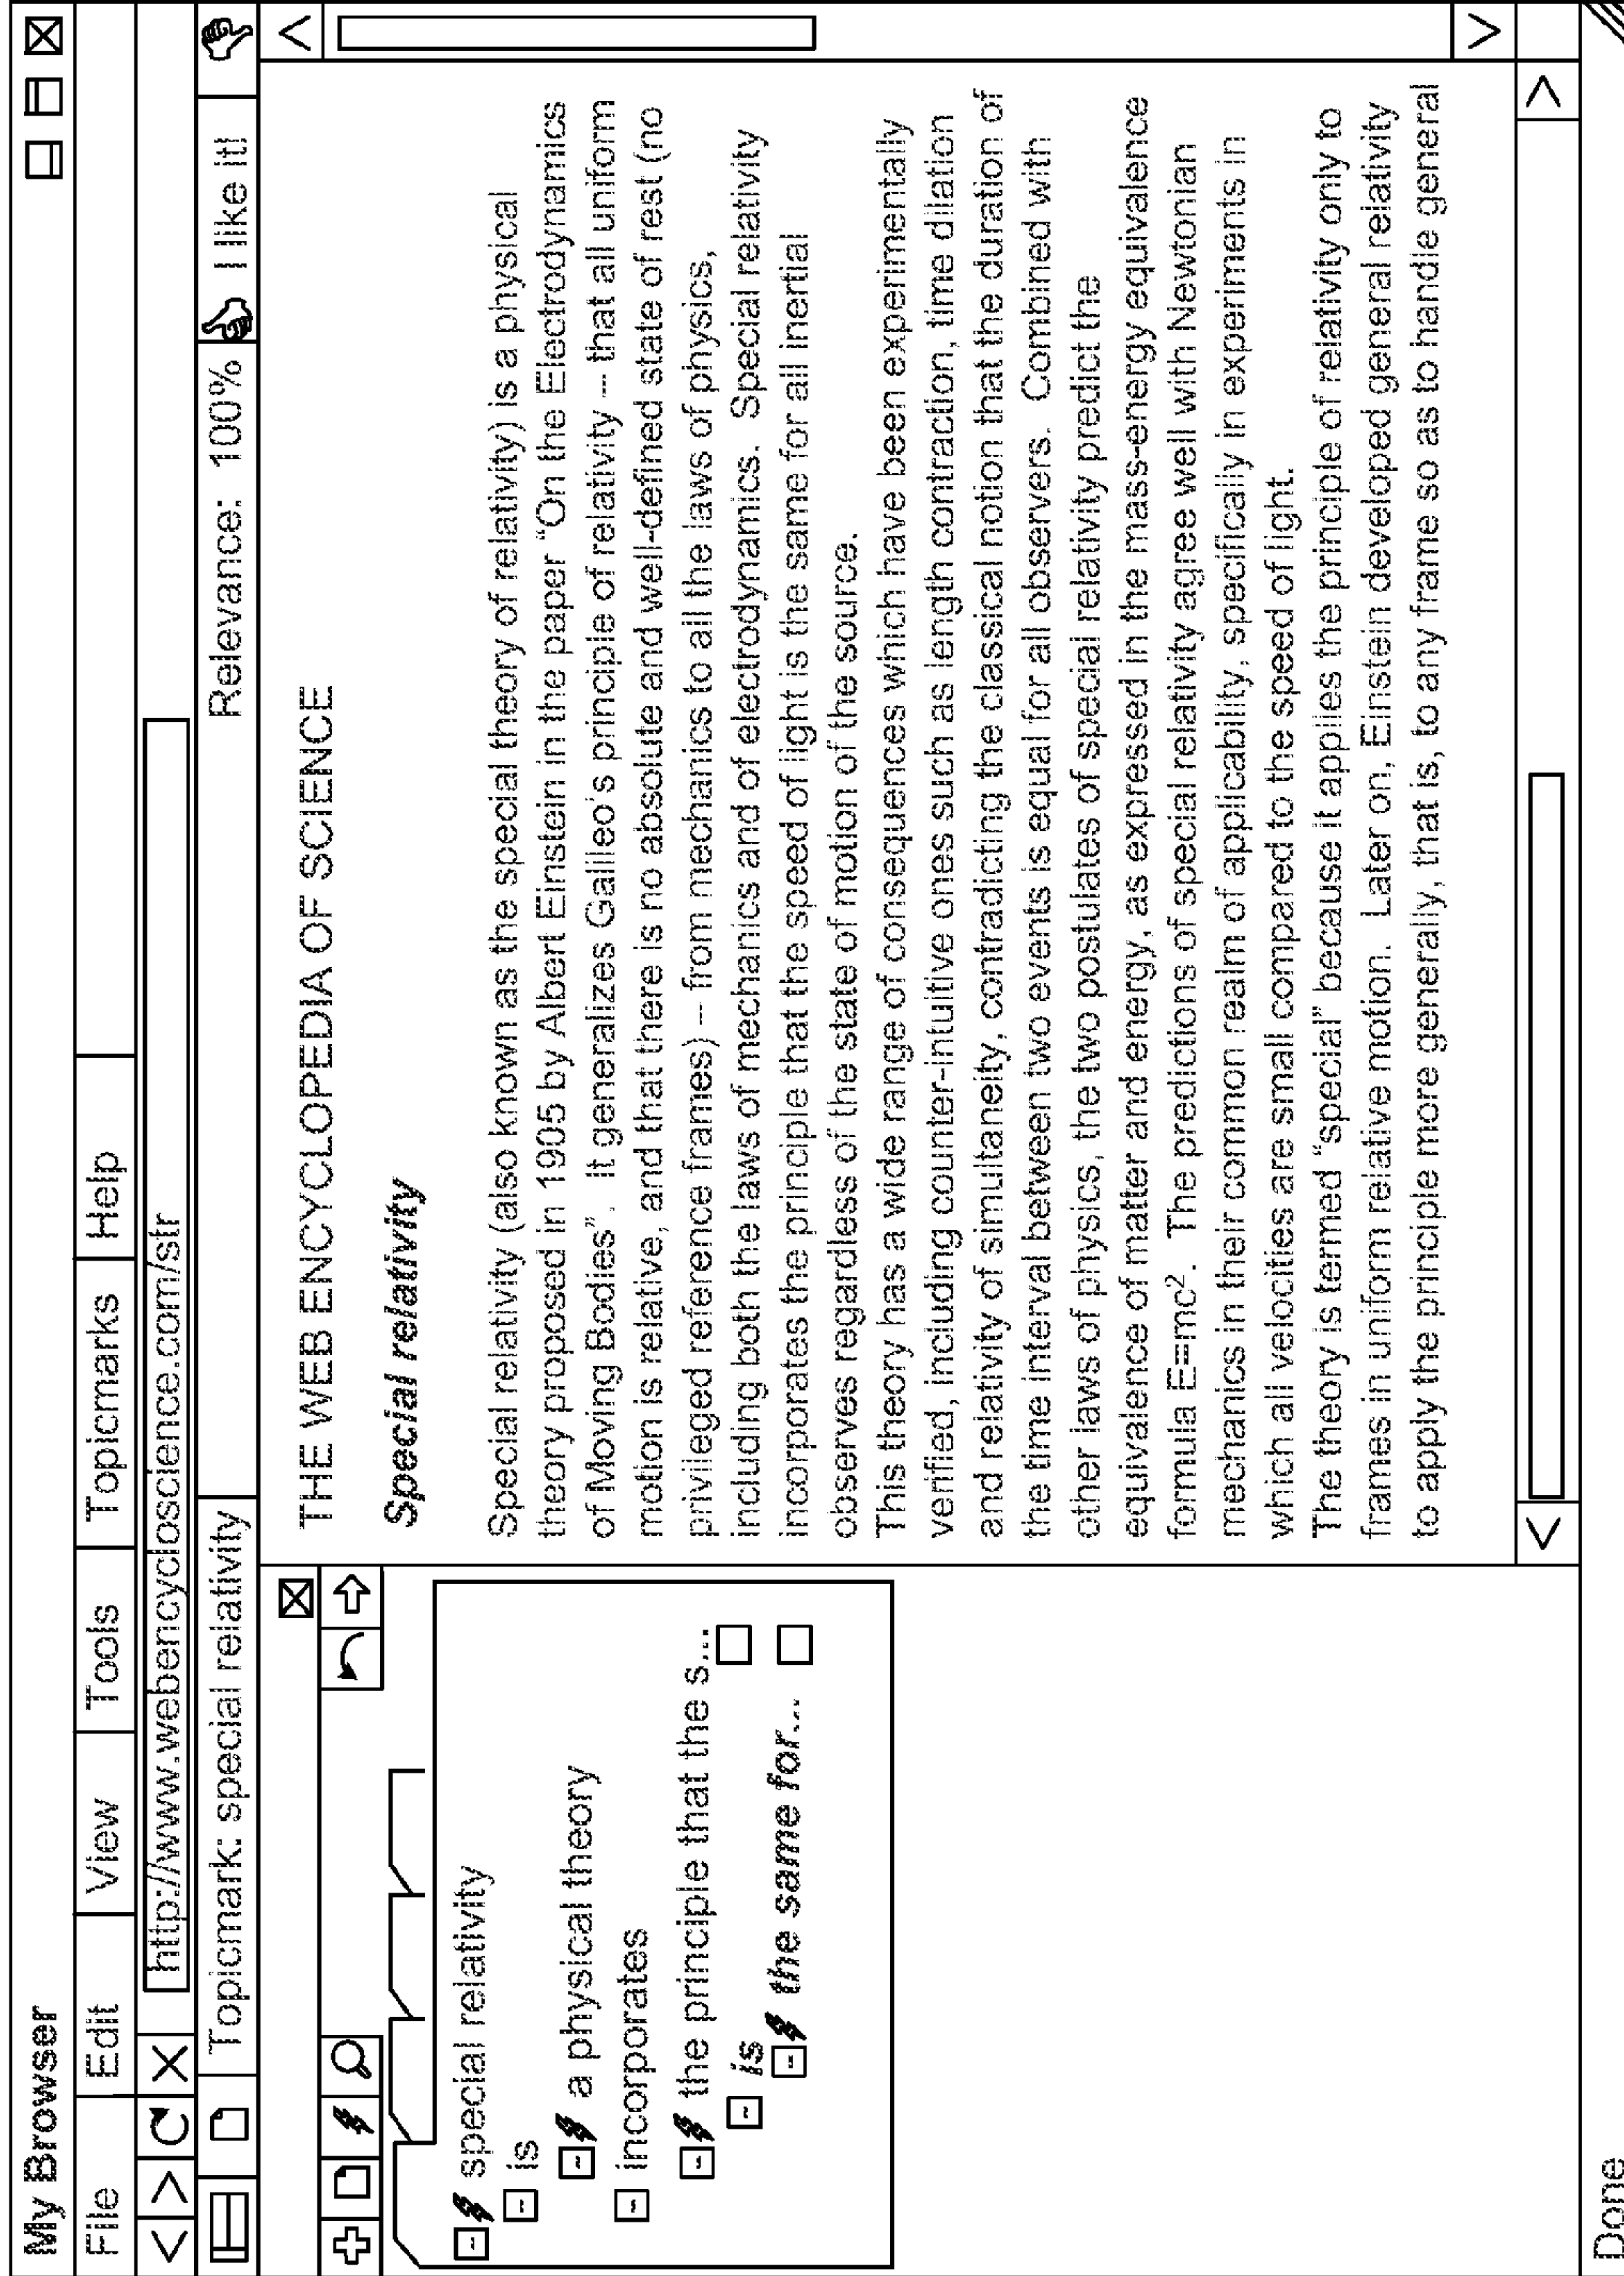 My Browser
File Edit View Tools Topicmarks Help
http://www.webencycloscience.com/str
Topicmark: special relativity Relevance: 100% I like it!
special relativity
is
a physical theory
incorporates
the principle that the s...
is
the same for...
THE WEB ENCYCLOPEDIA OF SCIENCE
Special relativity
Special relativity (also known as the special theory of relativity) is a physical
theory proposed in 1905 by Albert Einstein in the paper "On the Electrodynamics
of Moving Bodies". It generalizes Galileo's principle of relativity -- that all uniform
motion is relative, and that there is no absolute and well-defined state of rest (no
privileged reference frames) -- from mechanics to all the laws of physics,
including both the laws of mechanics and of electrodynamics. Special relativity
incorporates the principle that the speed of light is the same for all inertial
observes regardless of the state of motion of the source.
This theory has a wide range of consequences which have been experimentally
verified, including counter-intuitive ones such as length contraction, time dilation
and relativity of simultaneity, contradicting the classical notion that the duration of
the time interval between two events is equal for all observers. Combined with
other laws of physics, the two postulates of special relativity predict the
equivalence of matter and energy, as expressed in the mass-energy equivalence
formula E=mc². The predictions of special relativity agree well with Newtonian
mechanics in their common realm of applicability, specifically in experiments in
which all velocities are small compared to the speed of light.
The theory is termed "special" because it applies the principle of relativity only to
frames in uniform relative motion. Later on, Einstein developed general relativity
to apply the principle more generally, that is, to any frame so as to handle general
Done